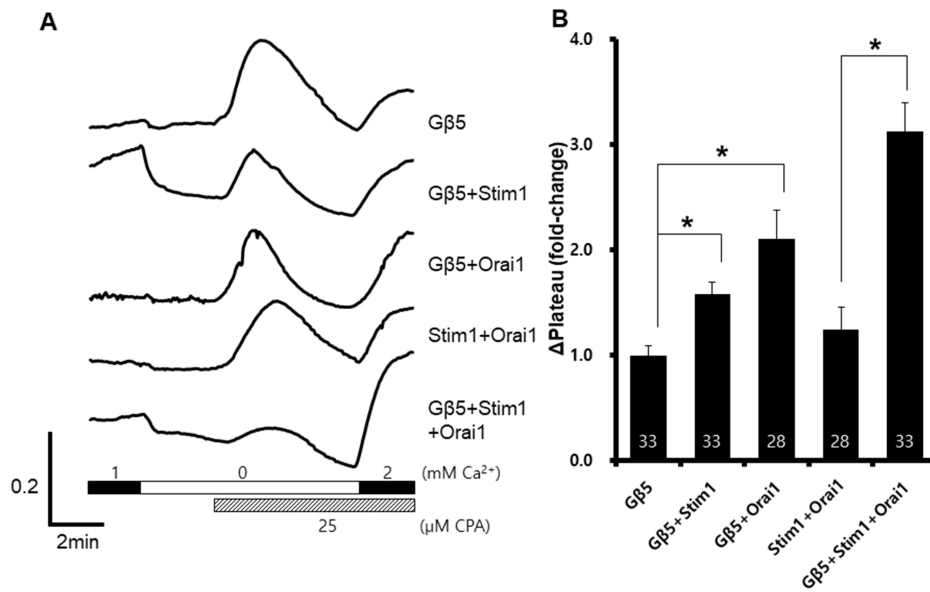 A
Gβ5
Gβ5+Stim1
Gβ5+Orai1
Stim1+Orai1
Gβ5+Stim1
+Orai1
0.2
2min
1 0 2 (mM Ca²⁺)
25 (μM CPA)
B
ΔPlateau (fold-change)
4.0
3.0
2.0
1.0
0.0
* * * 
33 33 28 28 33
Gβ5
Gβ5+Stim1
Gβ5+Orai1
Stim1+Orai1
Gβ5+Stim1+Orai1